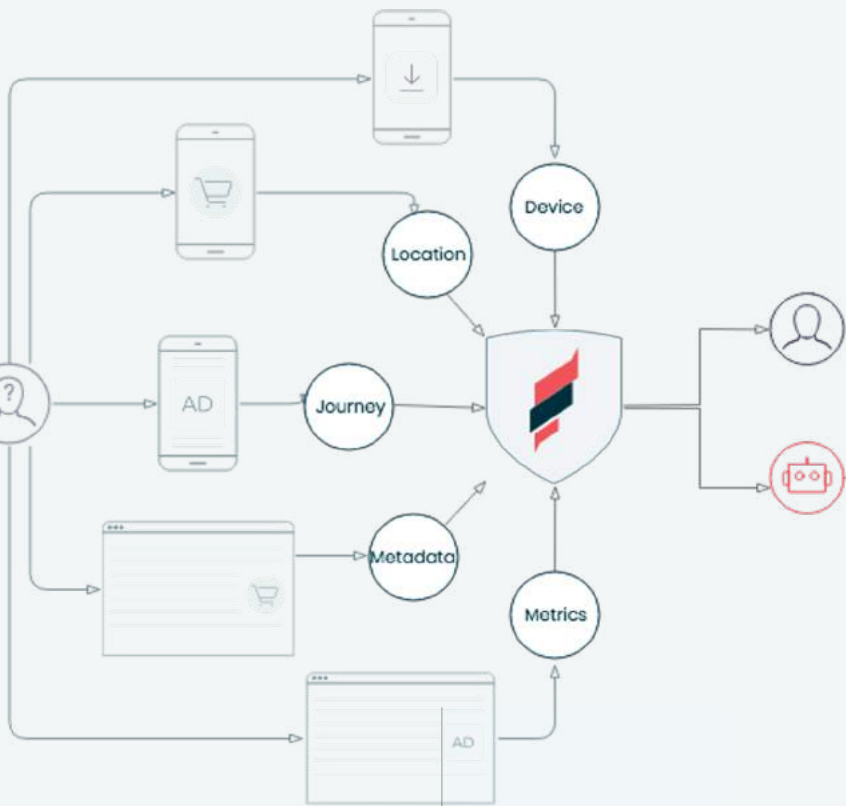 Device
Location
?
AD
Journey
Metadata
Metrics
AD